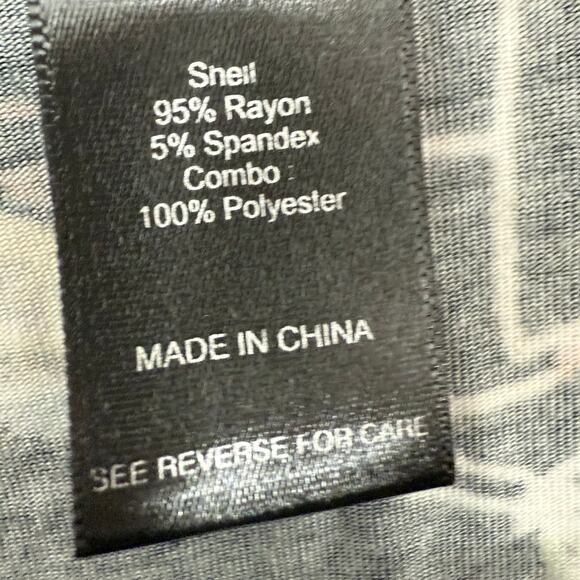 Shell
95% Rayon
5% Spandex
Combo :
100% Polyester
MADE IN CHINA
SEE REVERSE FOR CARE